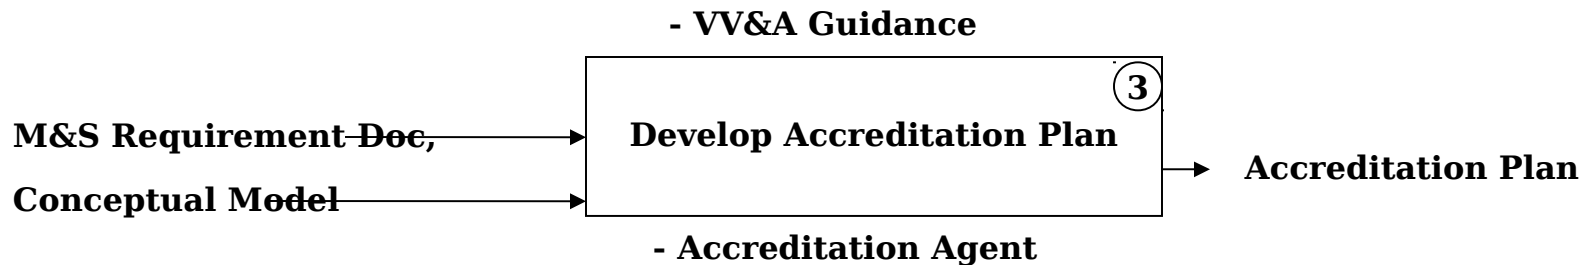 - VV&A Guidance
3
M&S Requirement Doc,
Develop Accreditation Plan
Accreditation Plan
Conceptual Model
- Accreditation Agent